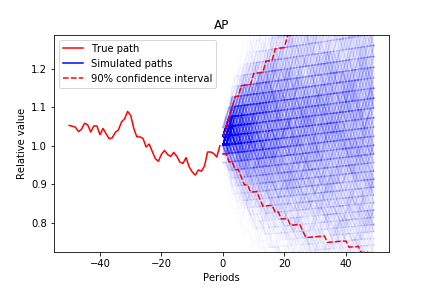 AP
True path
Simulated paths
90% confidence interval
Relative value
1.2
1.1
1.0
0.9
0.8
−40 −20 0 20 40
Periods